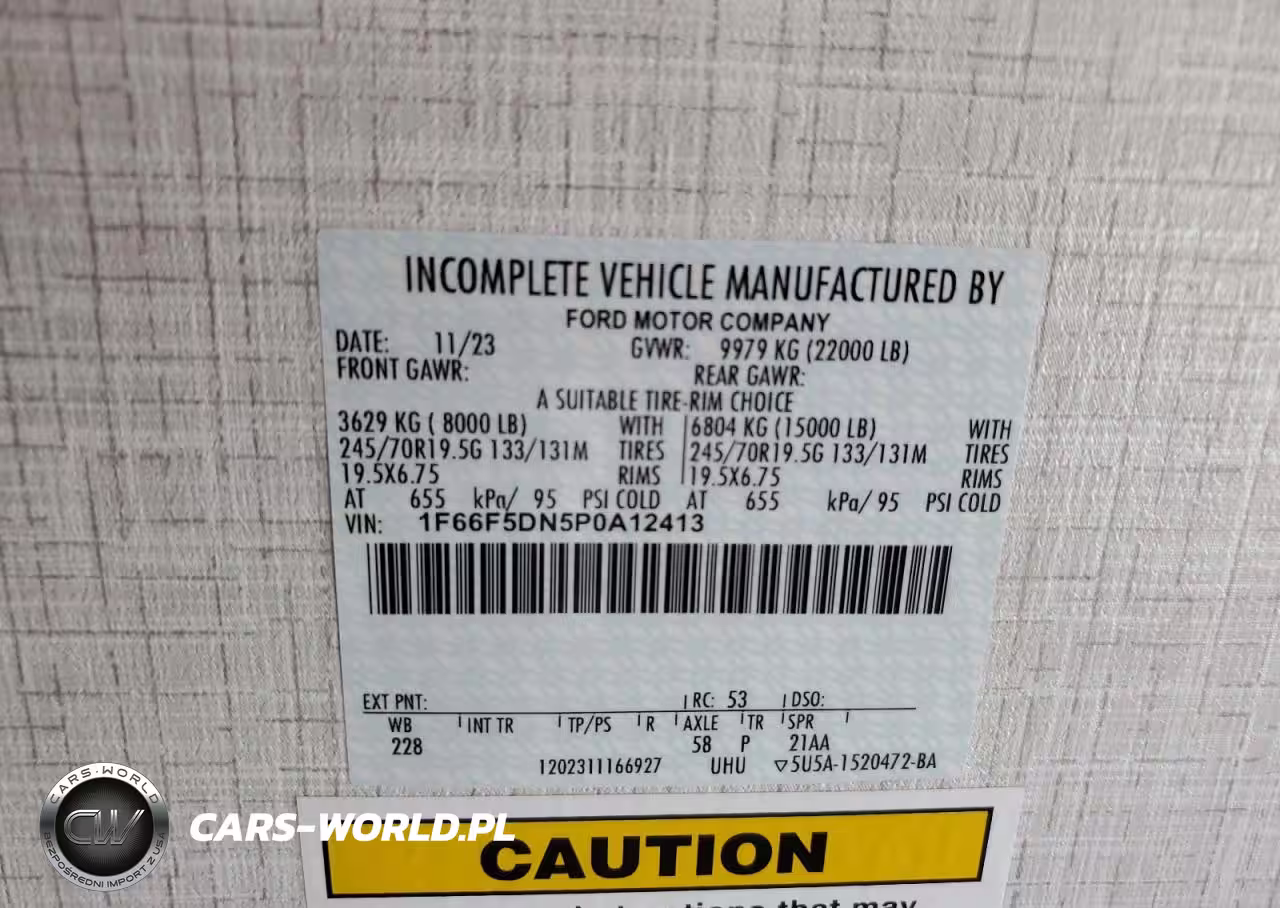 INCOMPLETE VEHICLE MANUFACTURED BY
FORD MOTOR COMPANY
DATE: 11/23 GVWR: 9979 KG (22000 LB)
FRONT GAWR: REAR GAWR:
A SUITABLE TIRE-RIM CHOICE
3629 KG ( 8000 LB) WITH 6804 KG (15000 LB) WITH
245/70R19.5G 133/131M TIRES 245/70R19.5G 133/131M TIRES
19.5X6.75 RIMS 19.5X6.75 RIMS
AT 655 kPa/ 95 PSI COLD AT 655 kPa/ 95 PSI COLD
VIN: 1F66F5DN5P0A12413
EXT PNT: RC: 53 DSO:
WB INT TR TP/PS R AXLE TR SPR
228 58 P 21AA
1202311166927 UHU ▽5U5A-1520472-BA
CARS-WORLD
CW
BEZPOŚREDNI IMPORT Z USA
CARS-WORLD.PL
CAUTION
that may